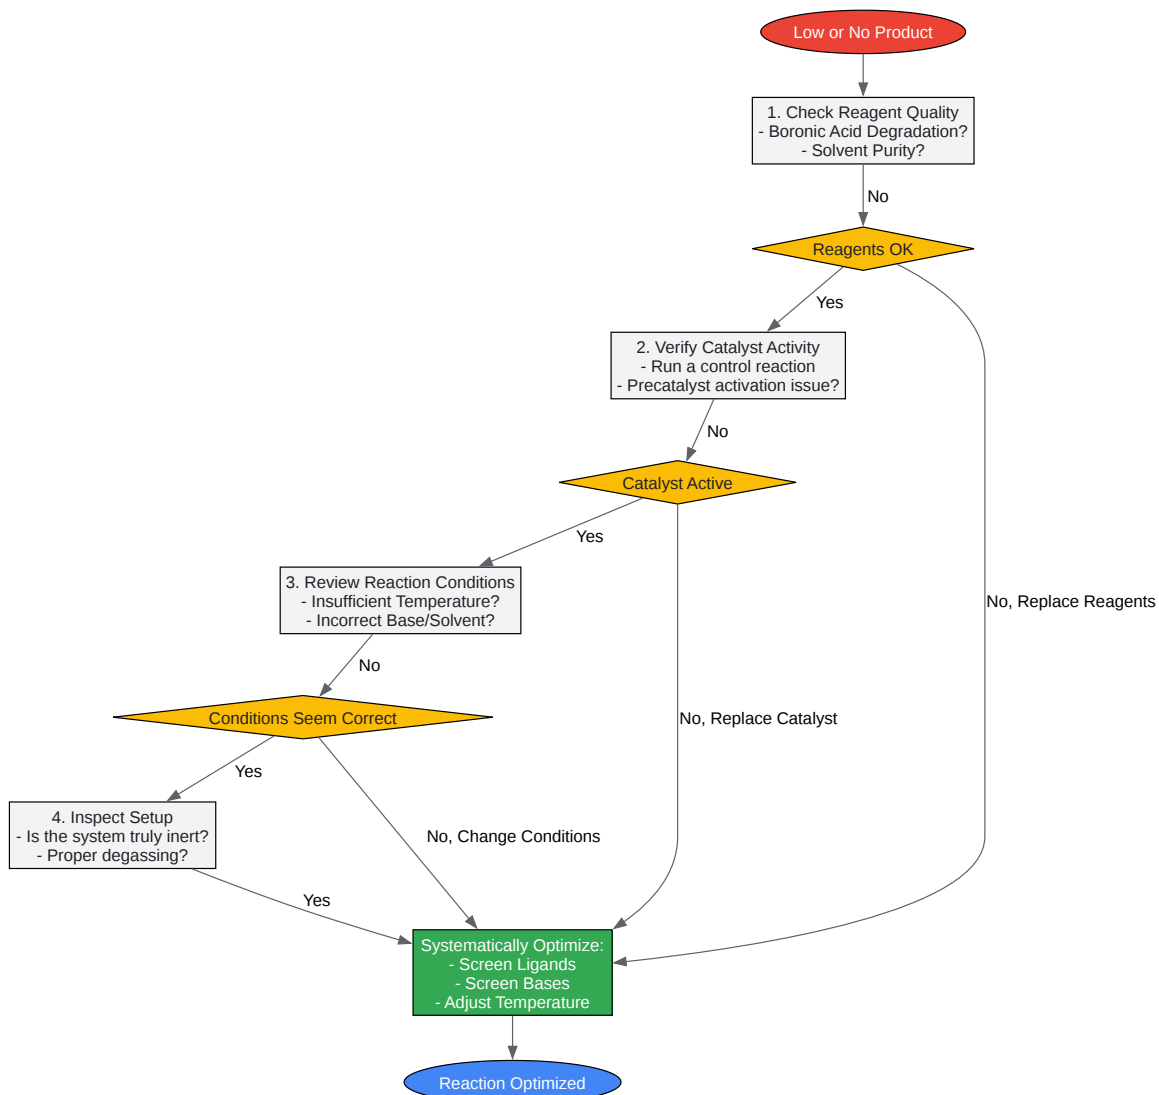 Low or No Product
1. Check Reagent Quality
- Boronic Acid Degradation?
- Solvent Purity?
No
Reagents OK
Yes
2. Verify Catalyst Activity
- Run a control reaction
- Precatalyst activation issue?
No
Catalyst Active
Yes
3. Review Reaction Conditions
- Insufficient Temperature?
- Incorrect Base/Solvent?
No, Replace Reagents
No
Conditions Seem Correct
No, Replace Catalyst
Yes
4. Inspect Setup
- Is the system truly inert?
- Proper degassing?
No, Change Conditions
Yes
Systematically Optimize:
- Screen Ligands
- Screen Bases
- Adjust Temperature
Reaction Optimized